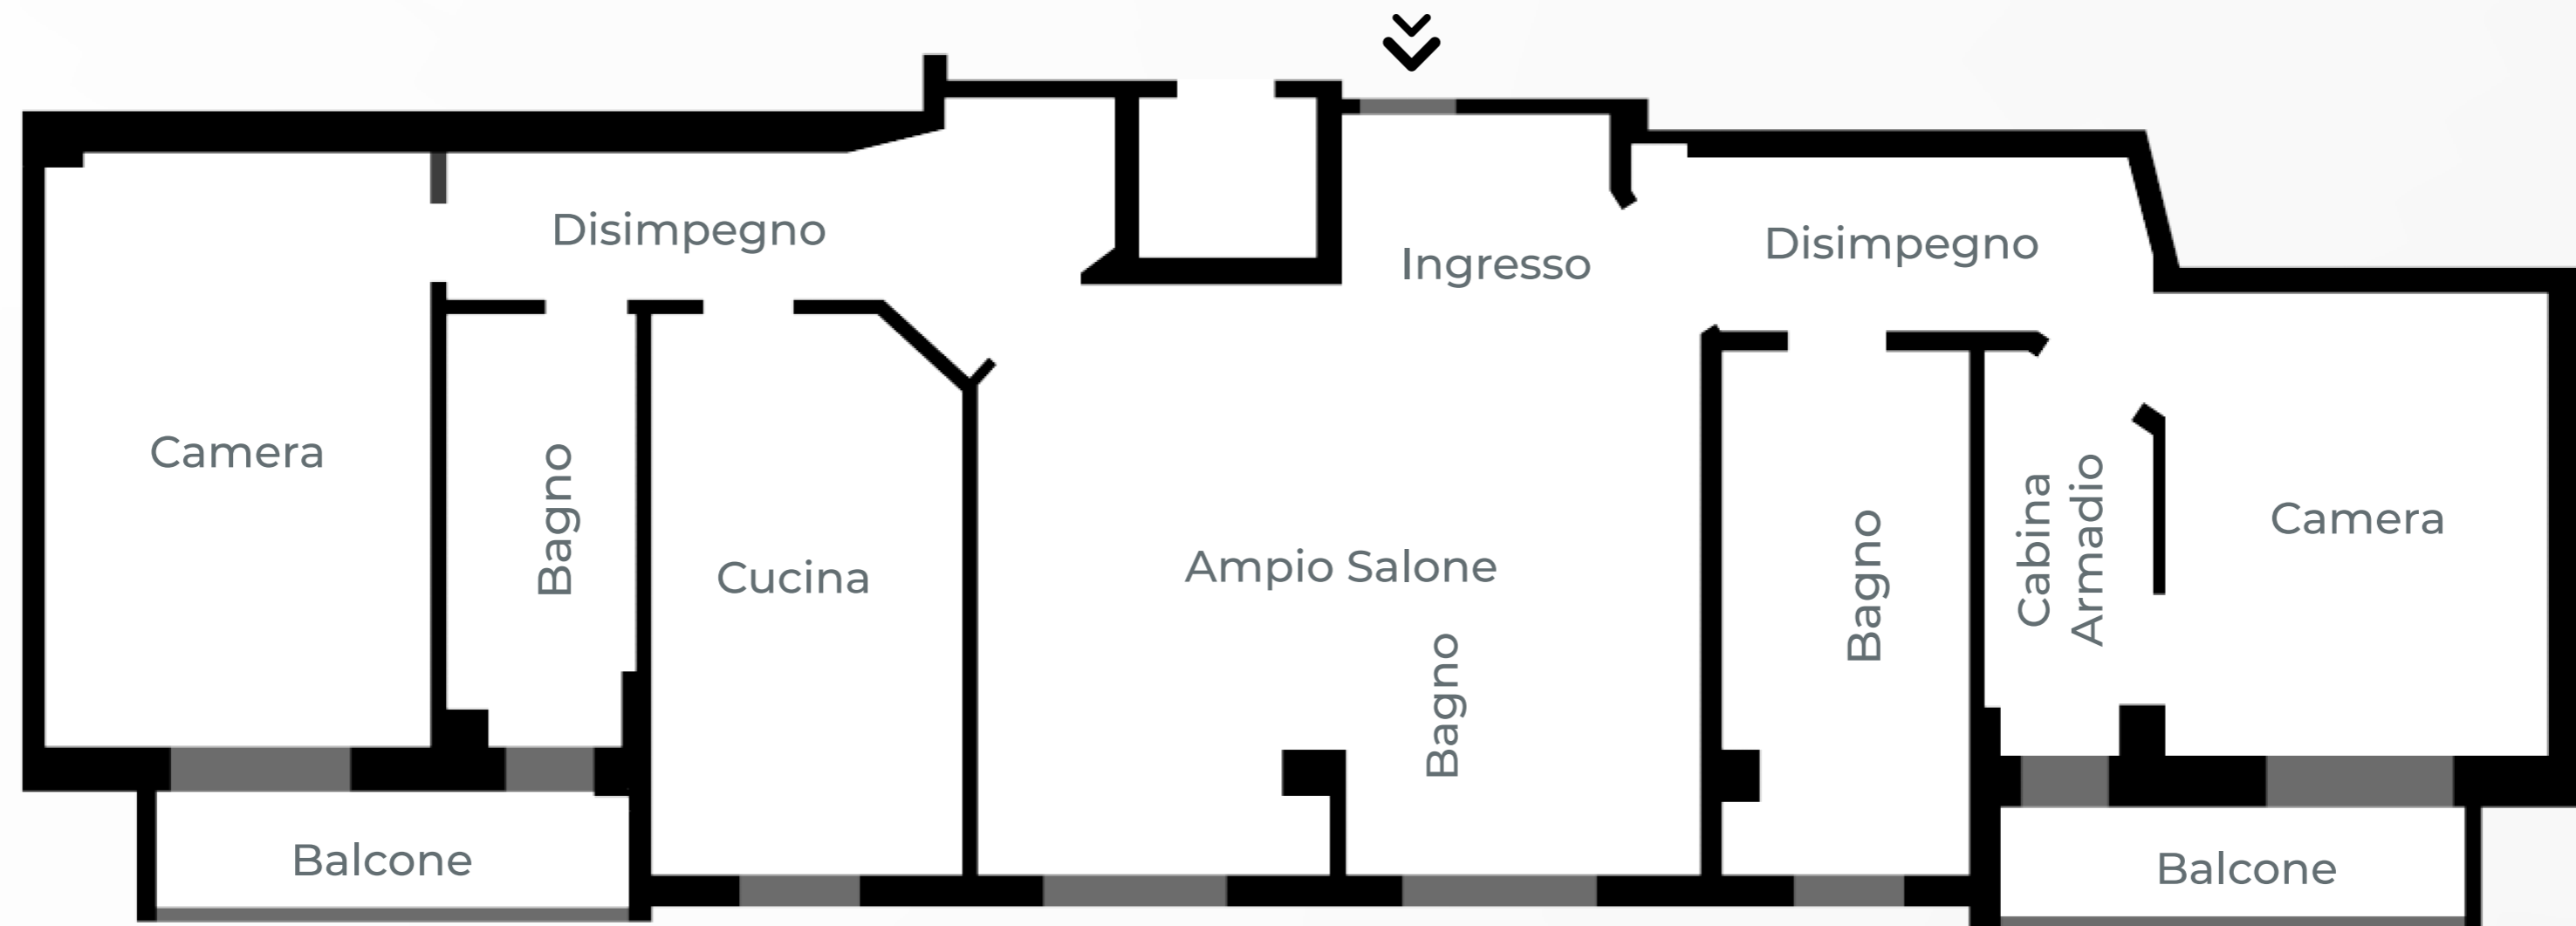 Disimpegno
Ingresso
Disimpegno
Camera
Bagno
Cucina
Ampio Salone
Bagno
Bagno
Cabina
Armadio
Camera
Balcone
Balcone